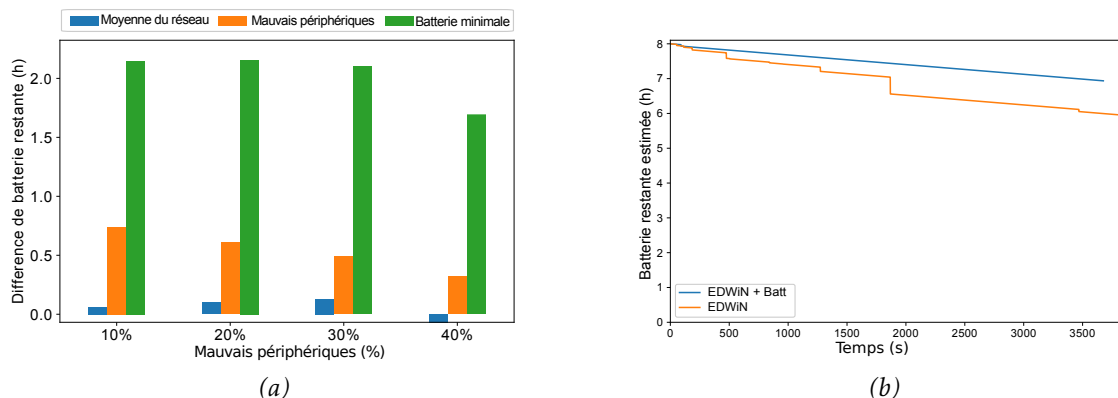 Moyenne du réseau Mauvais périphériques Batterie minimale
Difference de batterie restante (h)
2.0
1.5
1.0
0.5
0.0
10% 20% 30% 40%
Mauvais périphériques (%)
(a)
Batterie restante estimée (h)
8
7
6
5
4
3
2
1
0
EDWiN + Batt
EDWiN
0 500 1000 1500 2000 2500 3000 3500
Temps (s)
(b)